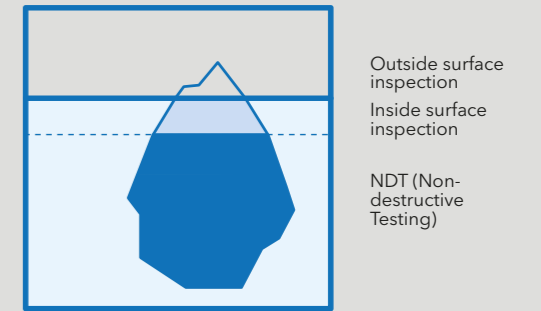 Outside surface
inspection
Inside surface
inspection
NDT (Non-
destructive
Testing)